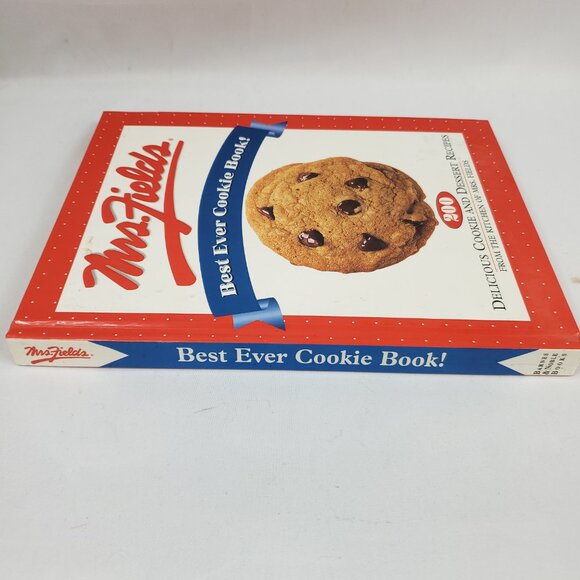 Mrs. Fields®
Best Ever Cookie Book!
200
DELICIOUS COOKIE AND DESSERT RECIPES
FROM THE KITCHEN OF MRS. FIELDS
Mrs. Fields®
Best Ever Cookie Book!
BARNES
& NOBLE
BOOKS